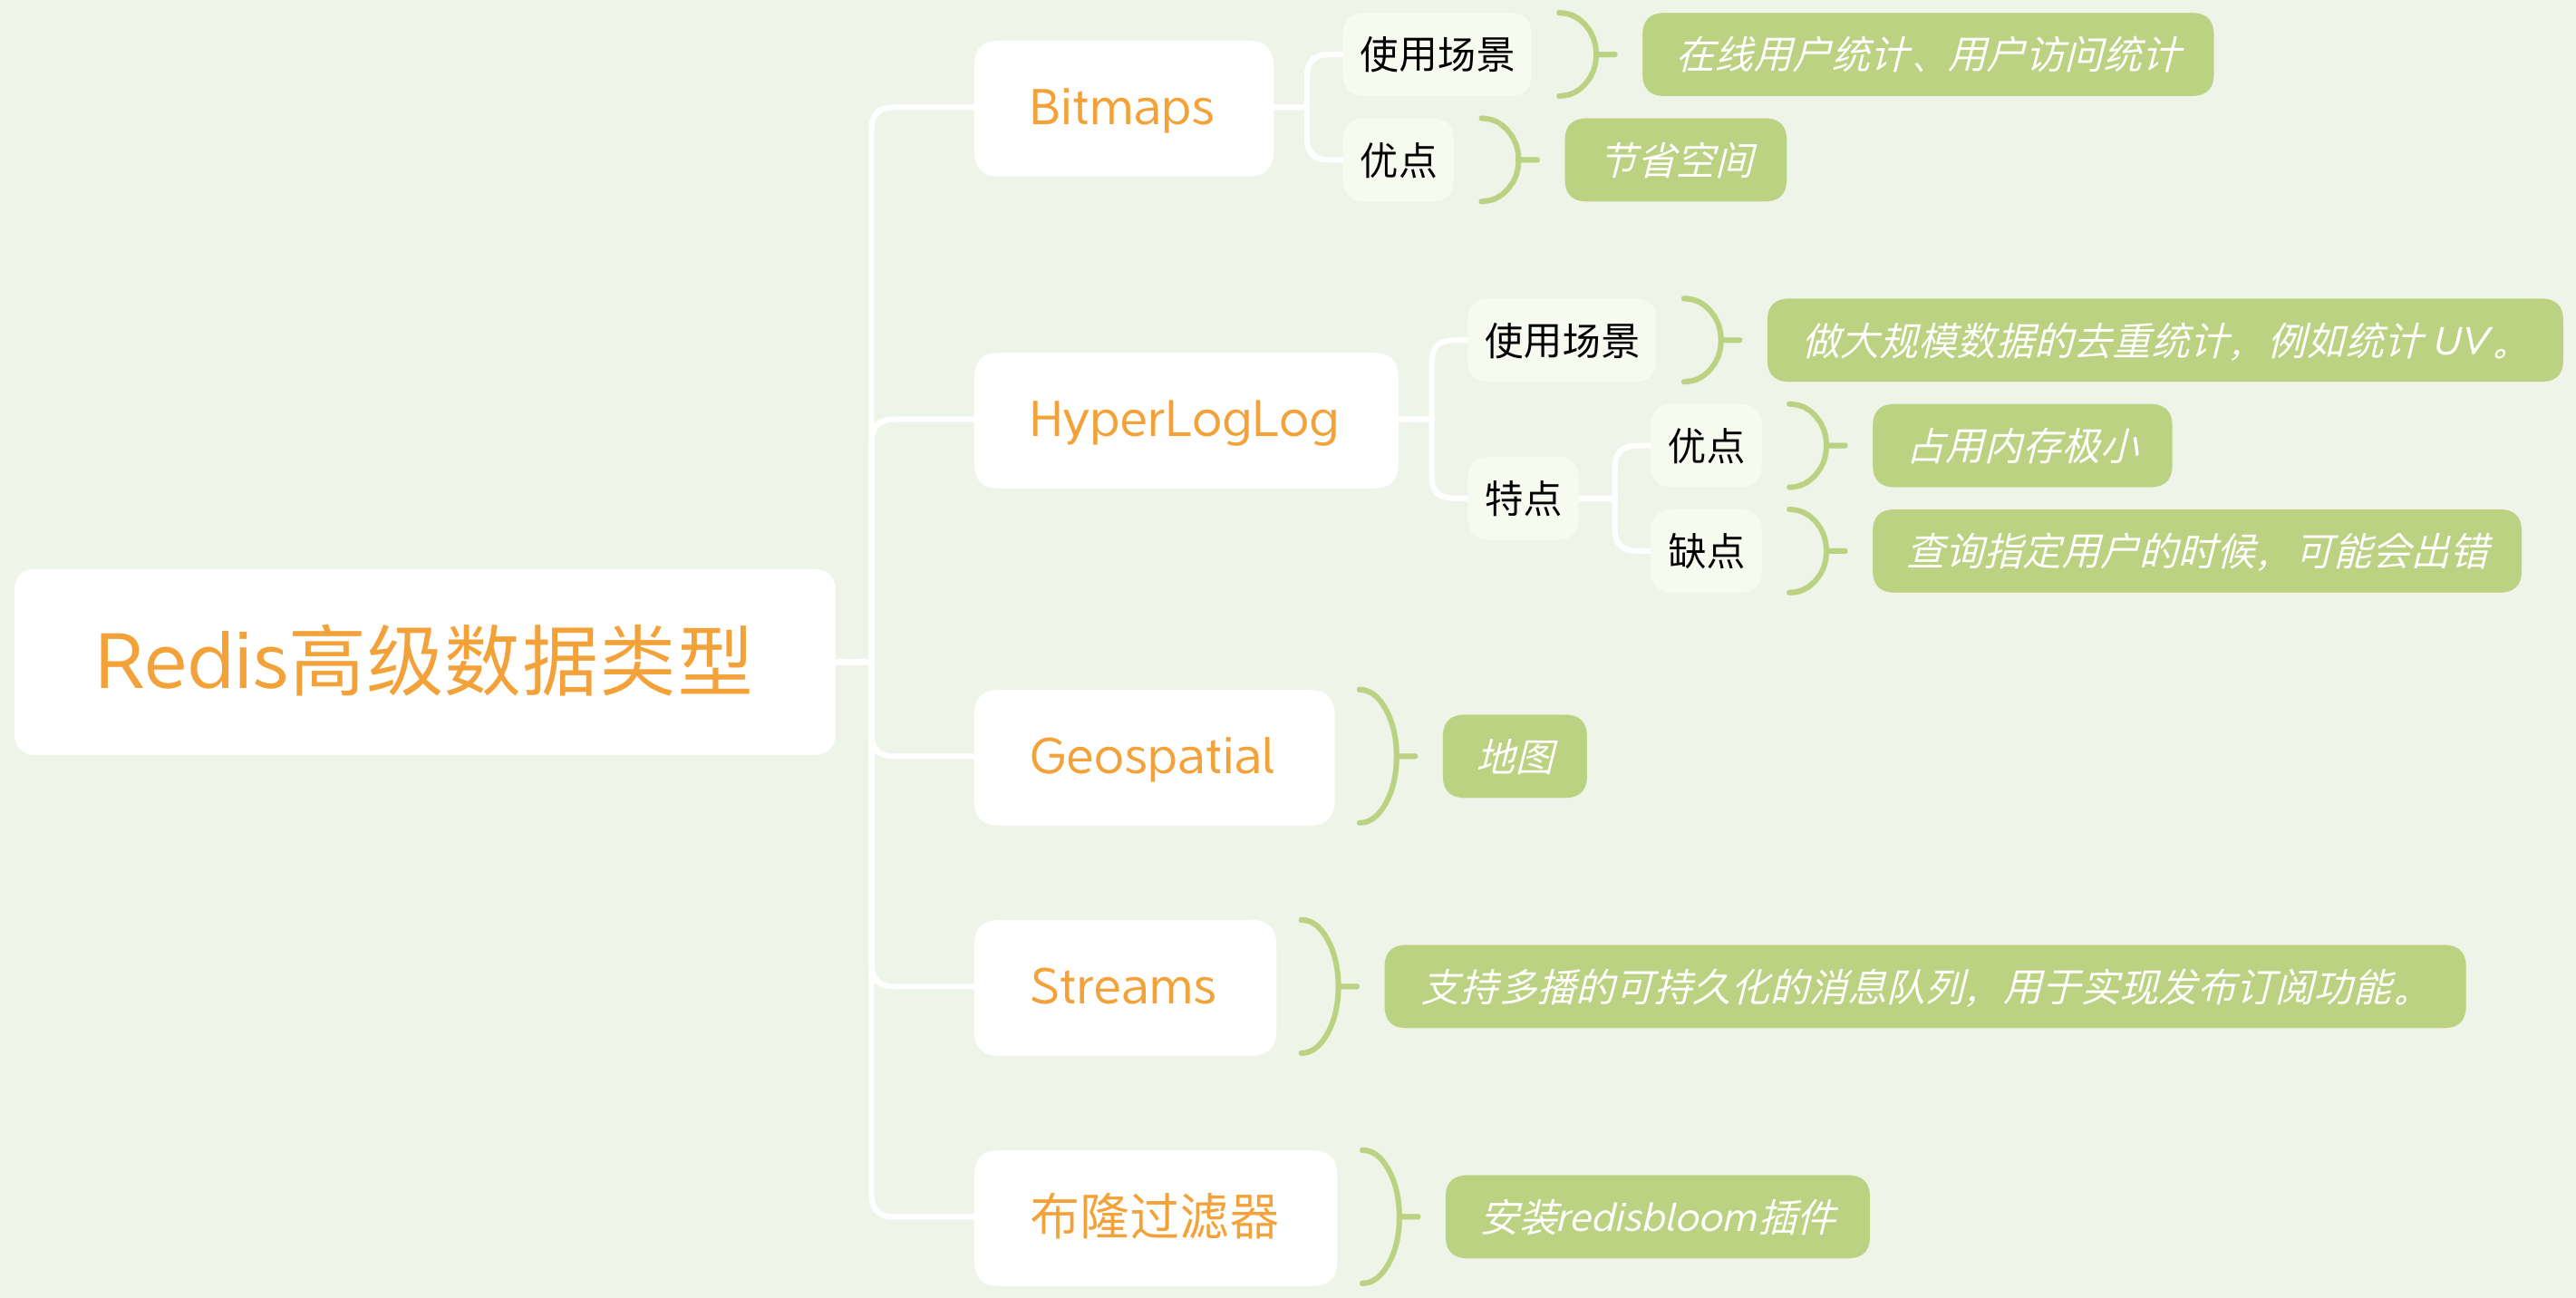 Redis高级数据类型
Bitmaps
使用场景
在线用户统计、用户访问统计
优点
节省空间
HyperLogLog
使用场景
做大规模数据的去重统计，例如统计 UV。
特点
优点
占用内存极小
缺点
查询指定用户的时候，可能会出错
Geospatial
地图
Streams
支持多播的可持久化的消息队列，用于实现发布订阅功能。
布隆过滤器
安装redisbloom插件